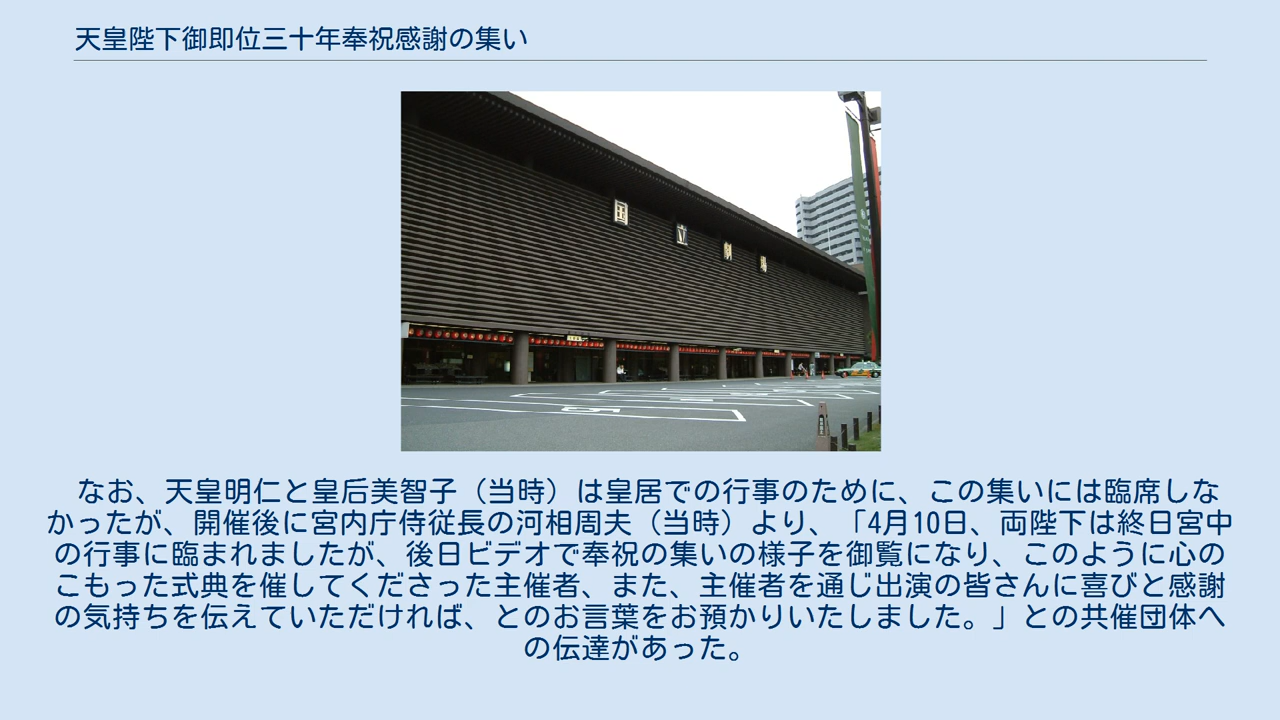 天皇陛下御即位三十年奉祝感謝の集い
国立劇場
なお、天皇明仁と皇后美智子（当時）は皇居での行事のために、この集いには臨席しな
かったが、開催後に宮内庁侍従長の河相周夫（当時）より、「4月10日、両陛下は終日宮中
の行事に臨まれましたが、後日ビデオで奉祝の集いの様子を御覧になり、このように心の
こもった式典を催してくださった主催者、また、主催者を通じ出演の皆さんに喜びと感謝
の気持ちを伝えていただければ、とのお言葉をお預かりいたしました。」との共催団体へ
の伝達があった。